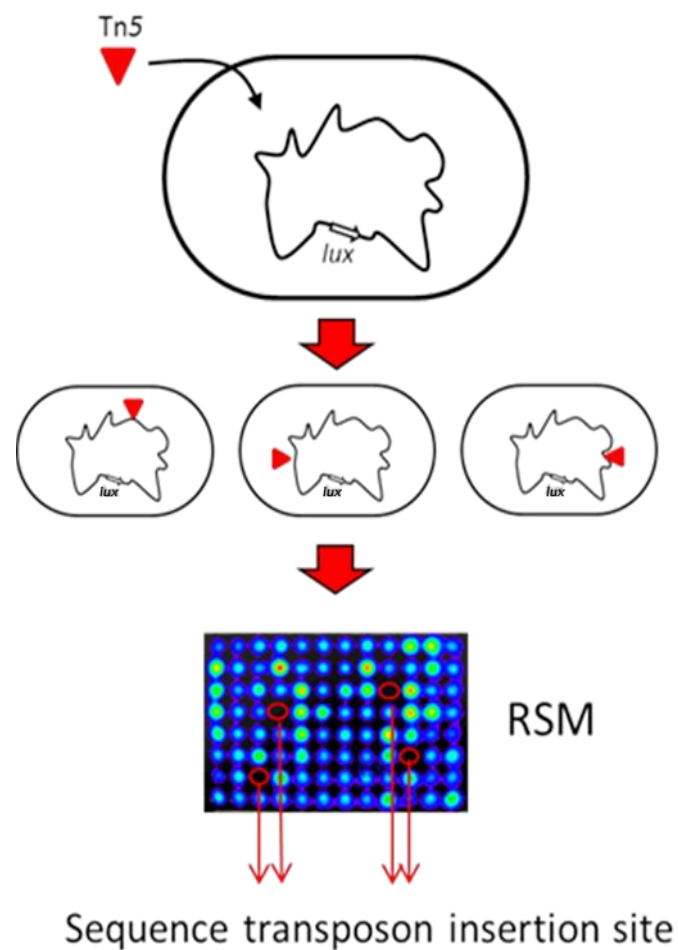 Tn5
lux
lux
lux
lux
RSM
Sequence transposon insertion site